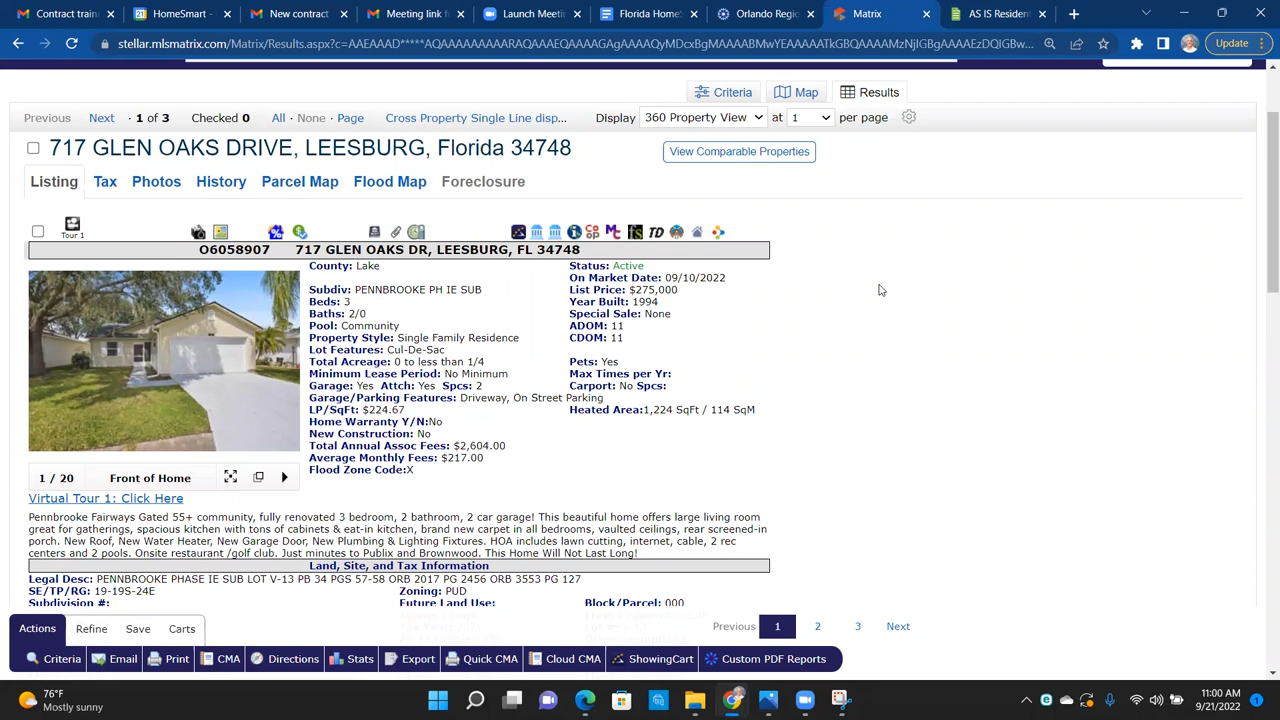 Contract train
HomeSmart -
New contract
Meeting link f
Launch Meeti
Florida HomeS
Orlando Regi
Matrix
AS IS Residen
stellar.mlsmatrix.com/Matrix/Results.aspx?c=AAEAAAD*****AQAAAAAAAAARAQAAAEQAAAAGAgAAAAQyMDcxBgMAAAABMwYEAAAAATkGBQAAAAMzNjIGBgAAAAEzDQIGBw...
Update
Criteria
Map
Results
Previous Next · 1 of 3 Checked 0 All · None · Page Cross Property Single Line disp... Display 360 Property View at 1 per page
717 GLEN OAKS DRIVE, LEESBURG, Florida 34748
View Comparable Properties
Listing Tax Photos History Parcel Map Flood Map Foreclosure
Tour 1
O6058907 717 GLEN OAKS DR, LEESBURG, FL 34748
County: Lake Status: Active
On Market Date: 09/10/2022
Subdiv: PENNBROOKE PH IE SUB List Price: $275,000
Beds: 3 Year Built: 1994
Baths: 2/0 Special Sale: None
Pool: Community ADOM: 11
Property Style: Single Family Residence CDOM: 11
Lot Features: Cul-De-Sac
Total Acreage: 0 to less than 1/4 Pets: Yes
Minimum Lease Period: No Minimum Max Times per Yr:
Garage: Yes Attch: Yes Spcs: 2 Carport: No Spcs:
Garage/Parking Features: Driveway, On Street Parking
LP/SqFt: $224.67 Heated Area:1,224 SqFt / 114 SqM
Home Warranty Y/N:No
New Construction: No
Total Annual Assoc Fees: $2,604.00
Average Monthly Fees: $217.00
Flood Zone Code:X
1 / 20 Front of Home
Virtual Tour 1: Click Here
Pennbrooke Fairways Gated 55+ community, fully renovated 3 bedroom, 2 bathroom, 2 car garage! This beautiful home offers large living room
great for gatherings, spacious kitchen with tons of cabinets & eat-in kitchen, brand new carpet in all bedrooms, vaulted ceilings, rear screened-in
porch. New Roof, New Water Heater, New Garage Door, New Plumbing & Lighting Fixtures. HOA includes lawn cutting, internet, cable, 2 rec
centers and 2 pools. Onsite restaurant /golf club. Just minutes to Publix and Brownwood. This Home Will Not Last Long!
Land, Site, and Tax Information
Legal Desc: PENNBROOKE PHASE IE SUB LOT V-13 PB 34 PGS 57-58 ORB 2017 PG 2456 ORB 3553 PG 127
SE/TP/RG: 19-19S-24E Zoning: PUD
Subdivision #: Future Land Use: Block/Parcel: 000
Actions Refine Save Carts
Previous 1 2 3 Next
Criteria Email Print CMA Directions Stats Export Quick CMA Cloud CMA ShowingCart Custom PDF Reports
76°F
Mostly sunny
11:00 AM
9/21/2022